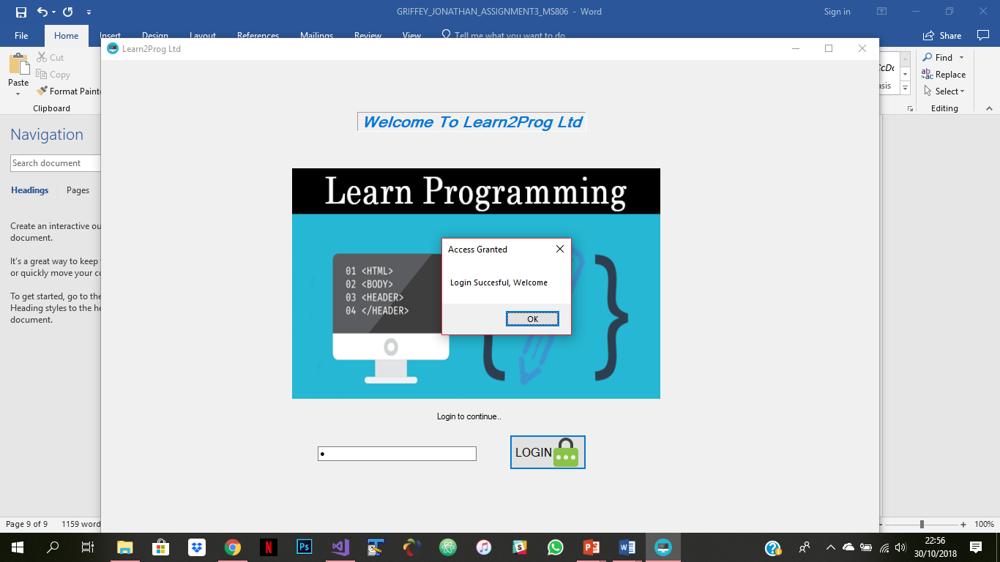 GRIFFEY_JONATHAN_ASSIGNMENT3_MS806 - Word
Sign in
File Home Insert Design Layout References Mailings Review View Tell me what you want to do
Share
Learn2Prog Ltd
Paste
Cut
Copy
Format Painte
Clipboard
asis
Find
Replace
Select
Editing
Navigation
Search document
Headings Pages
Create an interactive ou
document.
It's a great way to keep
or quickly move your co
To get started, go to the
Heading styles to the he
document.
Welcome To Learn2Prog Ltd
Learn Programming
01 <HTML>
02 <BODY>
03 <HEADER>
04 </HEADER>
Access Granted
Login Succesful, Welcome
OK
Login to continue..
LOGIN
Page 9 of 9 1159 word
100%
22:56
30/10/2018